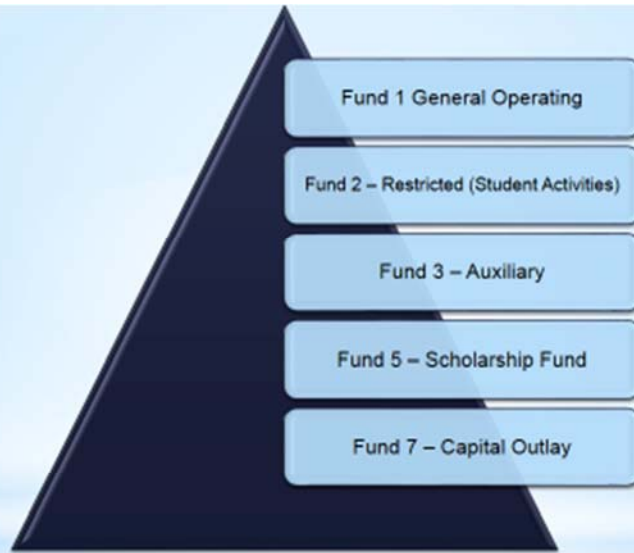 Fund 1 General Operating
Fund 2 – Restricted (Student Activities)
Fund 3 – Auxiliary
Fund 5 – Scholarship Fund
Fund 7 – Capital Outlay